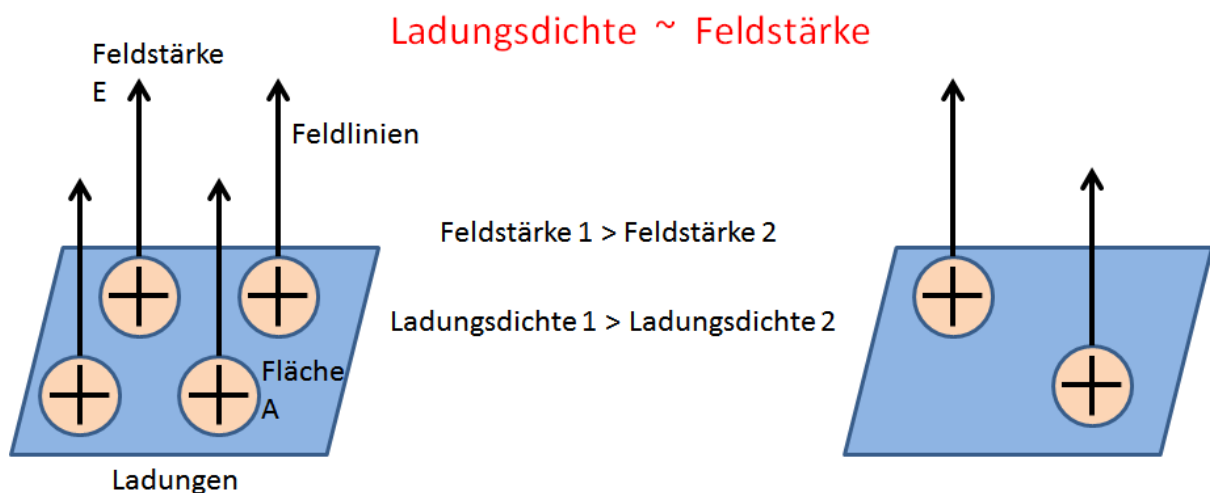 Ladungsdichte ~ Feldstärke
Feldstärke
E
Feldlinien
Feldstärke 1 > Feldstärke 2
Ladungsdichte 1 > Ladungsdichte 2
Fläche
A
Ladungen